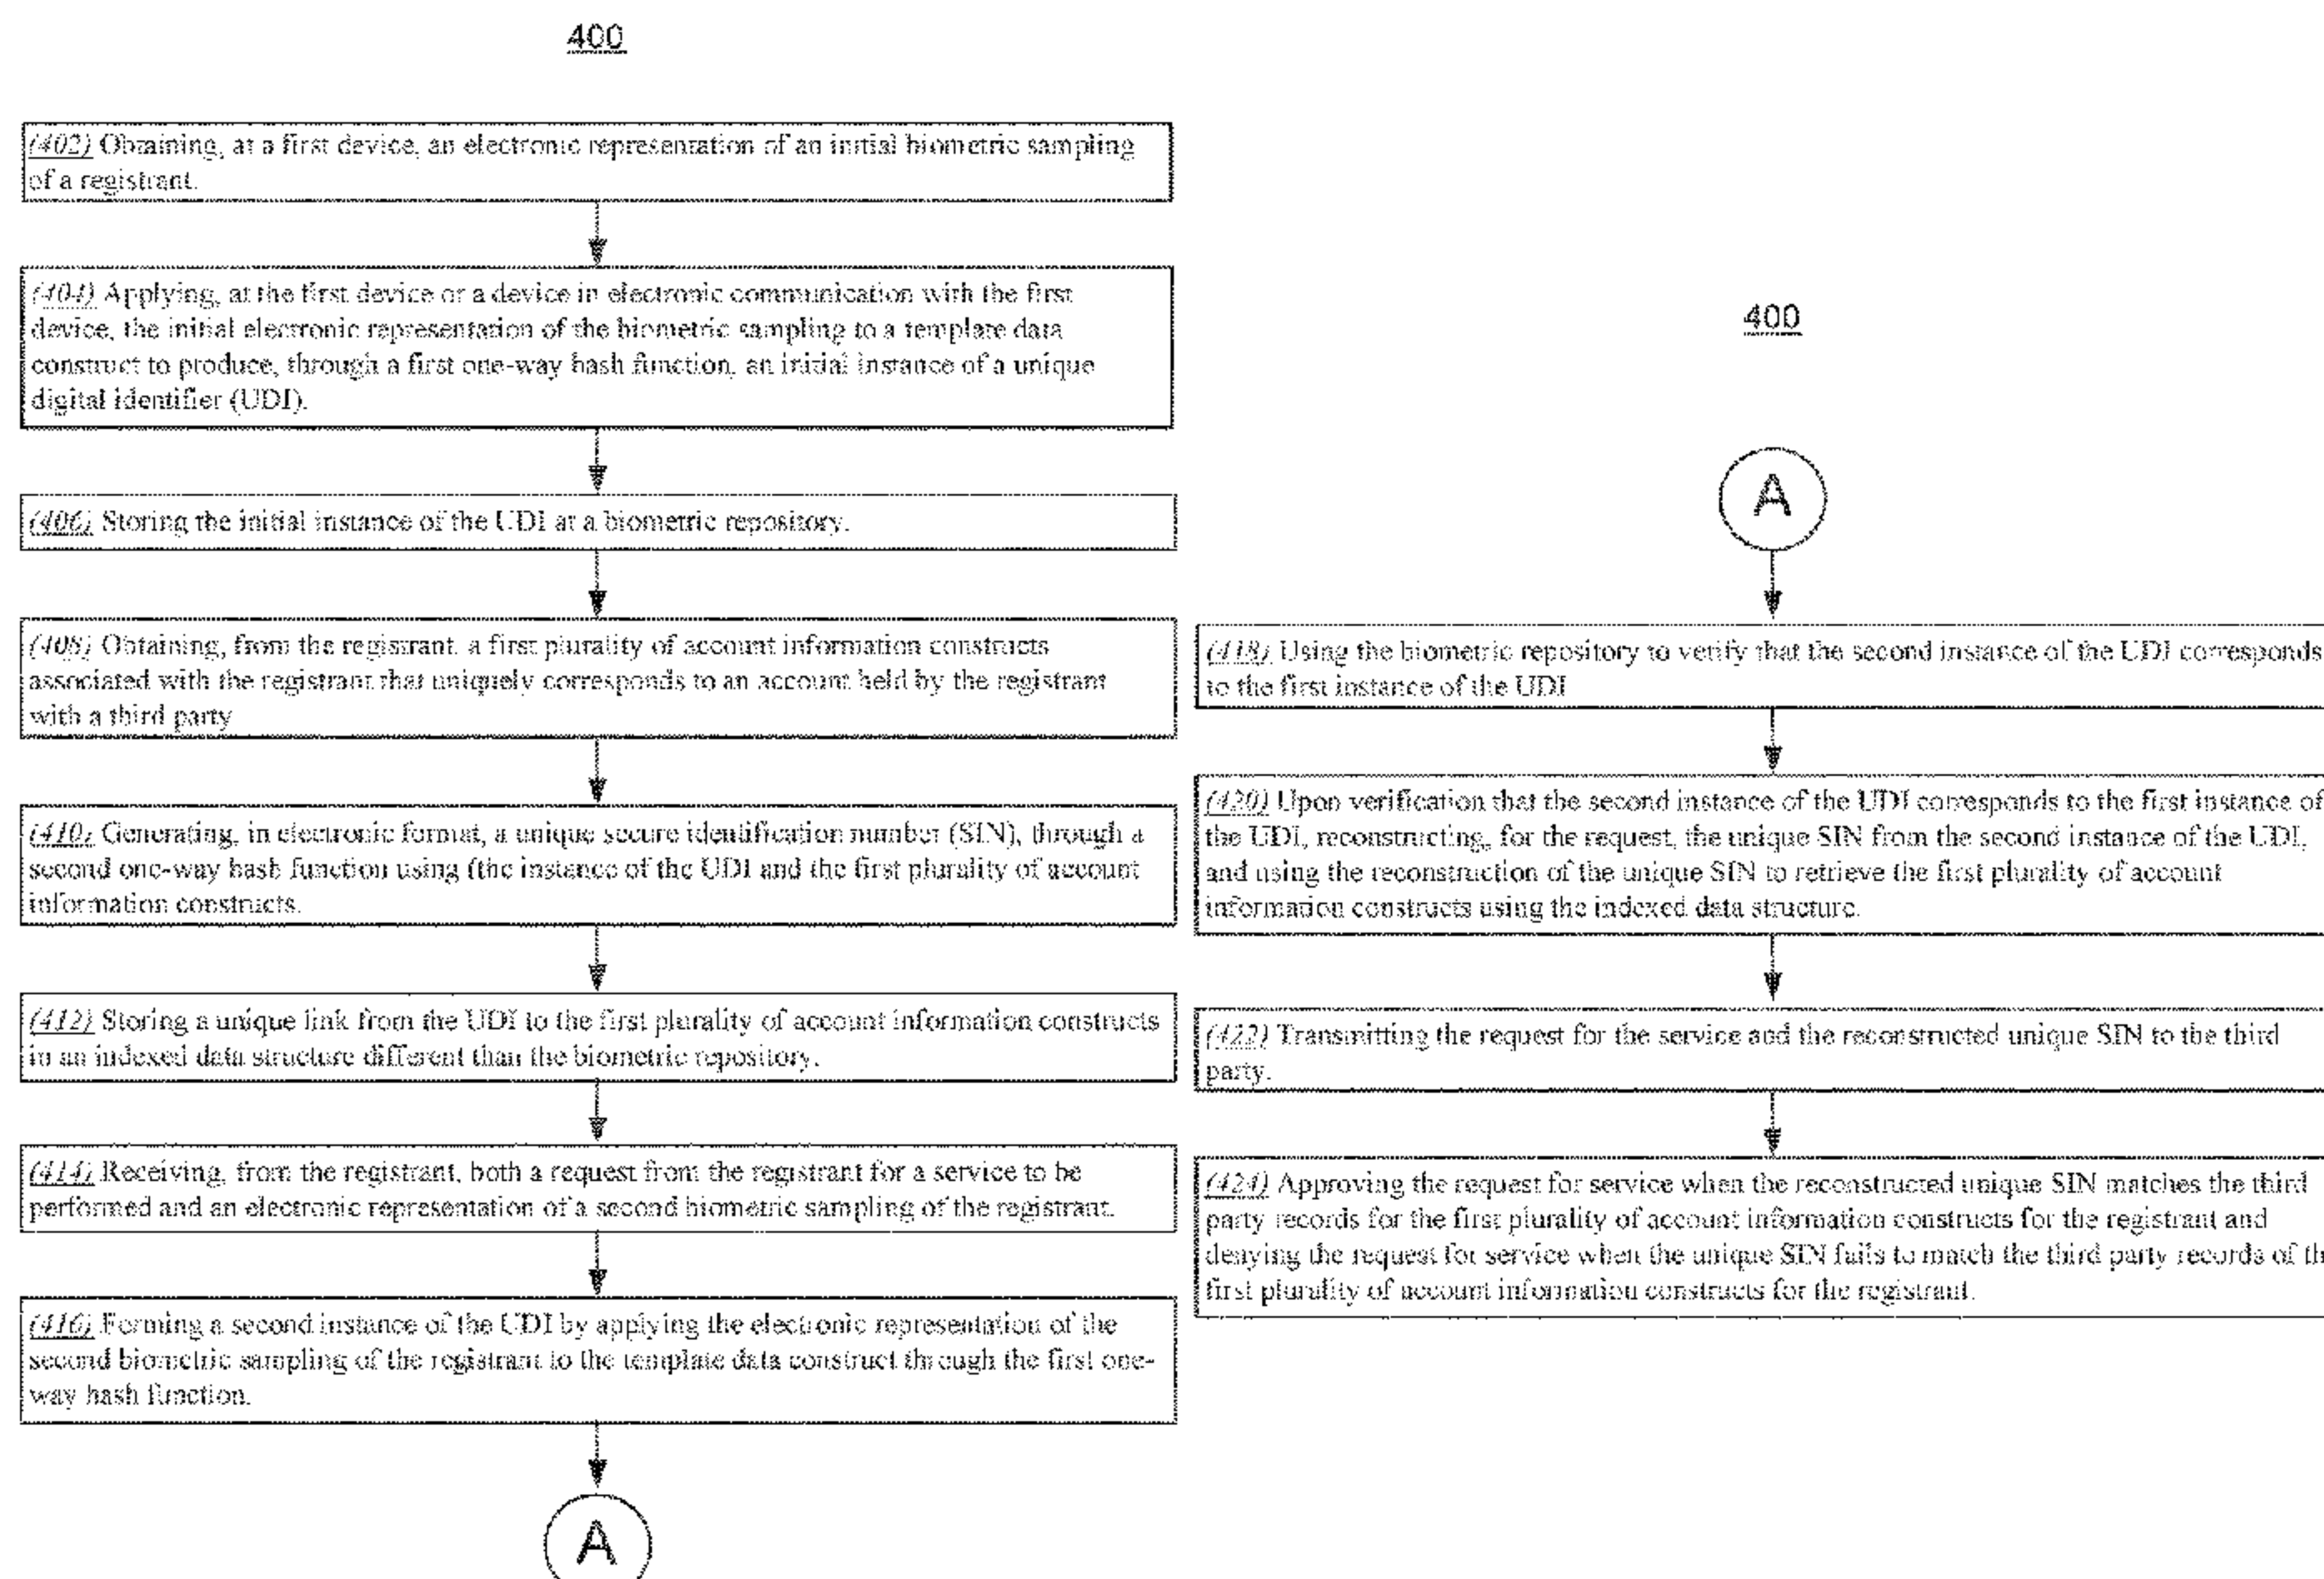 400
(402) Obtaining, at a first device, an electronic representation of an initial biometric sampling
of a registrant.
(404) Applying, at the first device or a device in electronic communication with the first
device, the initial electronic representation of the biometric sampling to a template data
construct to produce, through a first one-way hash function, an initial instance of a unique
digital identifier (UDI).
(406) Storing the initial instance of the UDI at a biometric repository.
(408) Obtaining, from the registrant, a first plurality of account information constructs
associated with the registrant that uniquely corresponds to an account held by the registrant
with a third party
(410) Generating, in electronic format, a unique secure identification number (SIN), through a
second one-way hash function using (the instance of the UDI and the first plurality of account
information constructs.
(412) Storing a unique link from the UDI to the first plurality of account information constructs
in an indexed data structure different than the biometric repository.
(414) Receiving, from the registrant, both a request from the registrant for a service to be
performed and an electronic representation of a second biometric sampling of the registrant.
(416) Forming a second instance of the UDI by applying the electronic representation of the
second biometric sampling of the registrant to the template data construct through the first one-
way hash function.
A
400
A
(418) Using the biometric repository to verify that the second instance of the UDI corresponds
to the first instance of the UDI
(420) Upon verification that the second instance of the UDI corresponds to the first instance of
the UDI, reconstructing, for the request, the unique SIN from the second instance of the UDI,
and using the reconstruction of the unique SIN to retrieve the first plurality of account
information constructs using the indexed data structure.
(422) Transmitting the request for the service and the reconstructed unique SIN to the third
party.
(424) Approving the request for service when the reconstructed unique SIN matches the third
party records for the first plurality of account information constructs for the registrant and
denying the request for service when the unique SIN fails to match the third party records of th
first plurality of account information constructs for the registrant.